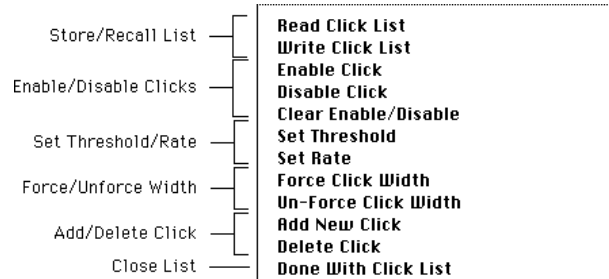 Store/Recall List
Read Click List
Write Click List
Enable/Disable Clicks
Enable Click
Disable Click
Clear Enable/Disable
Set Threshold/Rate
Set Threshold
Set Rate
Force/Unforce Width
Force Click Width
Un-Force Click Width
Add/Delete Click
Add New Click
Delete Click
Close List
Done With Click List